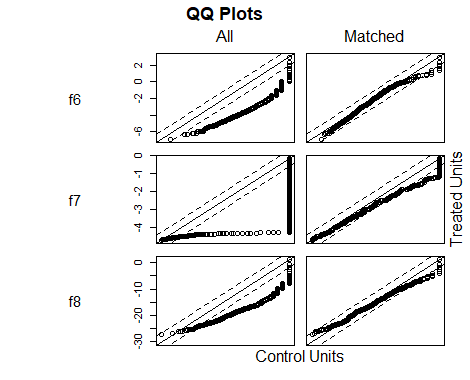 QQ Plots
All Matched
f6
2
0
-2
-6
f7
0
-1
-2
-3
-4
f8
0
-10
-20
-30
Treated Units
Control Units